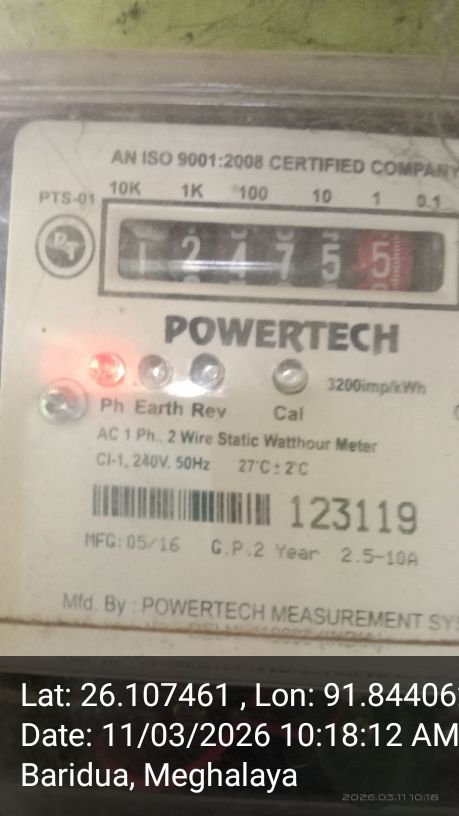 AN ISO 9001:2008 CERTIFIED COMPANY
PTS-01 10K 1K 100 10 1 0.1
PT
1 2 4 7 5 5
POWERTECH
3200imp/kWh
Ph Earth Rev Cal
AC 1 Ph., 2 Wire Static Watthour Meter
Cl-1, 240V. 50Hz 27°C ± 2°C
123119
MFG:05/16 G.P.2 Year 2.5-10A
Mfd. By : POWERTECH MEASUREMENT SY
Lat: 26.107461 , Lon: 91.84406
Date: 11/03/2026 10:18:12 AM
Baridua, Meghalaya
2026.03.11 10:18